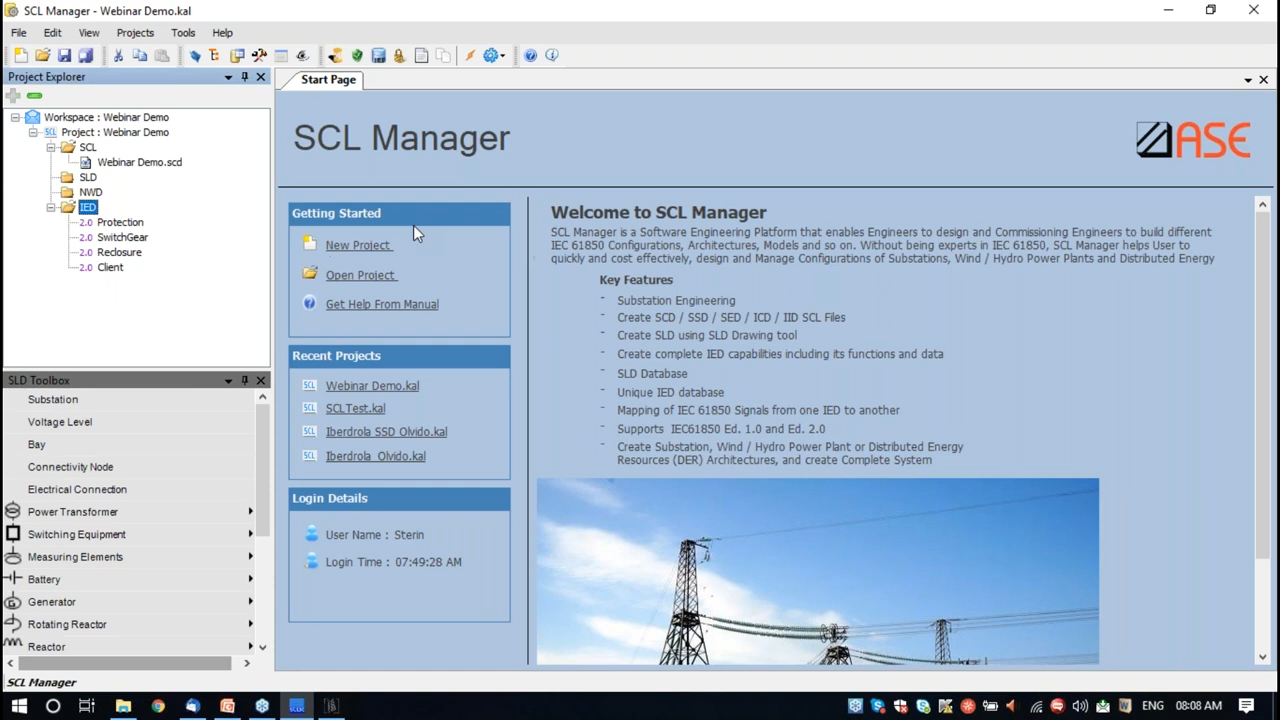 SCL Manager - Webinar Demo.kal
File Edit View Projects Tools Help
Project Explorer
Workspace : Webinar Demo
SCL Project : Webinar Demo
SCL
Webinar Demo.scd
SLD
NWD
IED
2.0 Protection
2.0 SwitchGear
2.0 Reclosure
2.0 Client
SLD Toolbox
Substation
Voltage Level
Bay
Connectivity Node
Electrical Connection
Power Transformer
Switching Equipment
Measuring Elements
Battery
Generator
Rotating Reactor
Reactor
Start Page
SCL Manager
ASE
Getting Started
New Project
Open Project
Get Help From Manual
Recent Projects
SCL Webinar Demo.kal
SCL SCLTest.kal
SCL Iberdrola SSD Olvido.kal
SCL Iberdrola_Olvido.kal
Login Details
User Name : Sterin
Login Time : 07:49:28 AM
Welcome to SCL Manager
SCL Manager is a Software Engineering Platform that enables Engineers to design and Commissioning Engineers to build different
IEC 61850 Configurations, Architectures, Models and so on. Without being experts in IEC 61850, SCL Manager helps User to
quickly and cost effectively, design and Manage Configurations of Substations, Wind / Hydro Power Plants and Distributed Energy
Key Features
- Substation Engineering
- Create SCD / SSD / SED / ICD / IID SCL Files
- Create SLD using SLD Drawing tool
- Create complete IED capabilities including its functions and data
- SLD Database
- Unique IED database
- Mapping of IEC 61850 Signals from one IED to another
- Supports IEC61850 Ed. 1.0 and Ed. 2.0
- Create Substation, Wind / Hydro Power Plant or Distributed Energy
Resources (DER) Architectures, and create Complete System
SCL Manager
ENG 08:08 AM